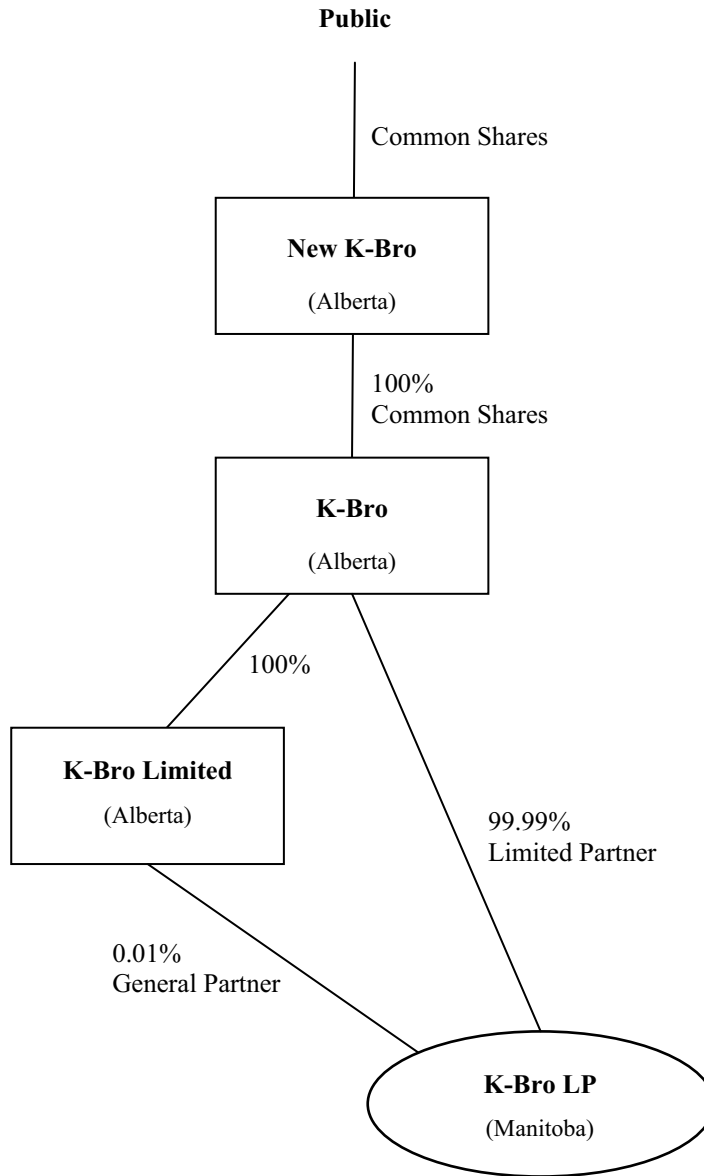 Public
Common Shares
New K-Bro
(Alberta)
100%
Common Shares
K-Bro
(Alberta)
100%
K-Bro Limited
(Alberta)
99.99%
Limited Partner
0.01%
General Partner
K-Bro LP
(Manitoba)